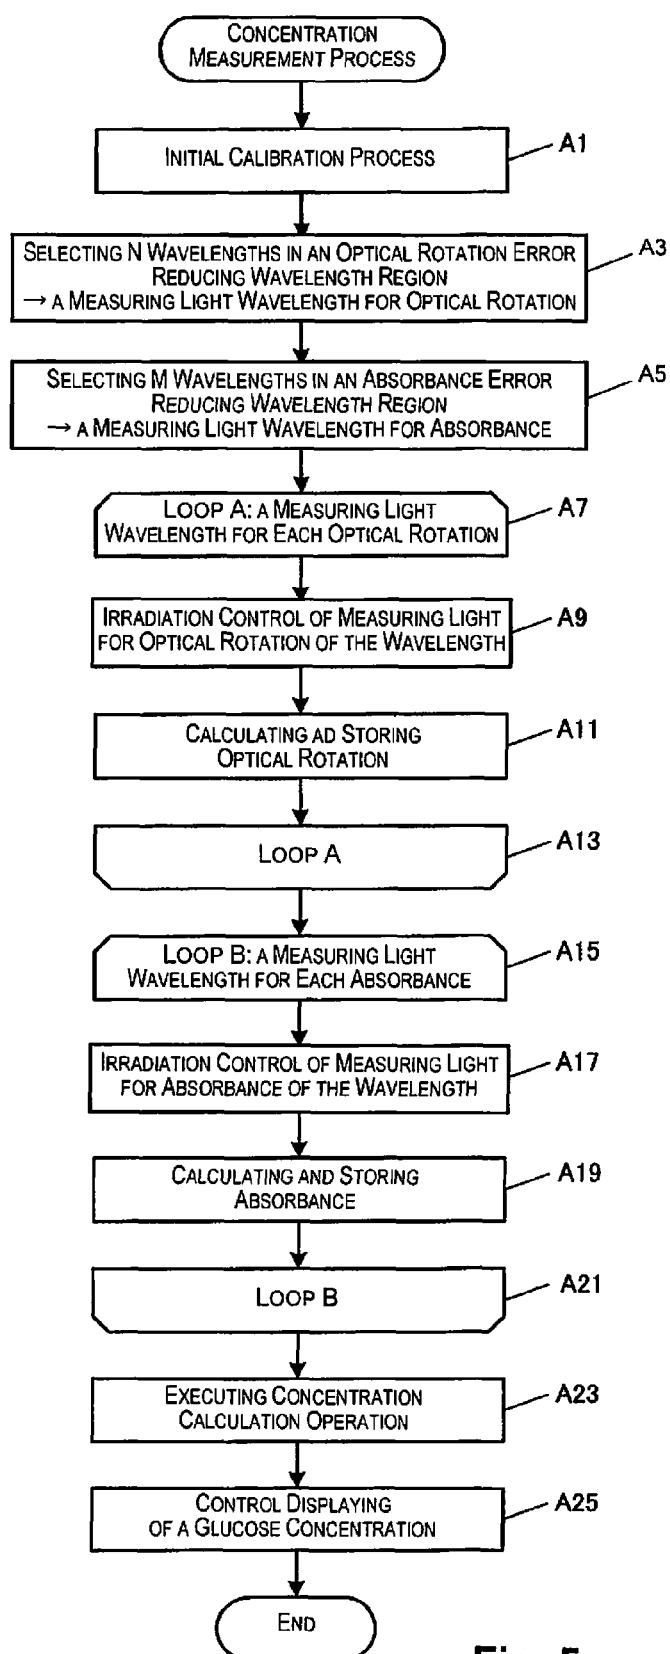 CONCENTRATION
MEASUREMENT PROCESS
INITIAL CALIBRATION PROCESS
A1
SELECTING N WAVELENGTHS IN AN OPTICAL ROTATION ERROR
REDUCING WAVELENGTH REGION
→ A MEASURING LIGHT WAVELENGTH FOR OPTICAL ROTATION
A3
SELECTING M WAVELENGTHS IN AN ABSORBANCE ERROR
REDUCING WAVELENGTH REGION
→ A MEASURING LIGHT WAVELENGTH FOR ABSORBANCE
A5
LOOP A: A MEASURING LIGHT
WAVELENGTH FOR EACH OPTICAL ROTATION
A7
IRRADIATION CONTROL OF MEASURING LIGHT
FOR OPTICAL ROTATION OF THE WAVELENGTH
A9
CALCULATING AD STORING
OPTICAL ROTATION
A11
LOOP A
A13
LOOP B: A MEASURING LIGHT
WAVELENGTH FOR EACH ABSORBANCE
A15
IRRADIATION CONTROL OF MEASURING LIGHT
FOR ABSORBANCE OF THE WAVELENGTH
A17
CALCULATING AND STORING
ABSORBANCE
A19
LOOP B
A21
EXECUTING CONCENTRATION
CALCULATION OPERATION
A23
CONTROL DISPLAYING
OF A GLUCOSE CONCENTRATION
A25
END